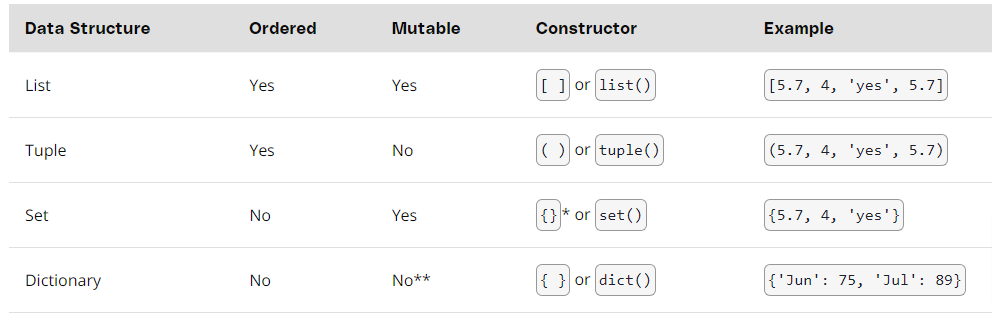 Data Structure Ordered Mutable Constructor Example
List Yes Yes [ ] or list() [5.7, 4, 'yes', 5.7]
Tuple Yes No ( ) or tuple() (5.7, 4, 'yes', 5.7)
Set No Yes {}* or set() {5.7, 4, 'yes'}
Dictionary No No** { } or dict() {'Jun': 75, 'Jul': 89}